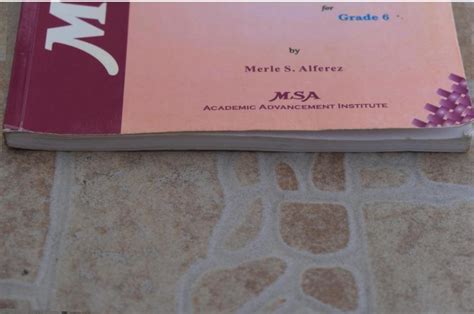 M
for
Grade 6
by
Merle S. Alferez
MSA
ACADEMIC ADVANCEMENT INSTITUTE